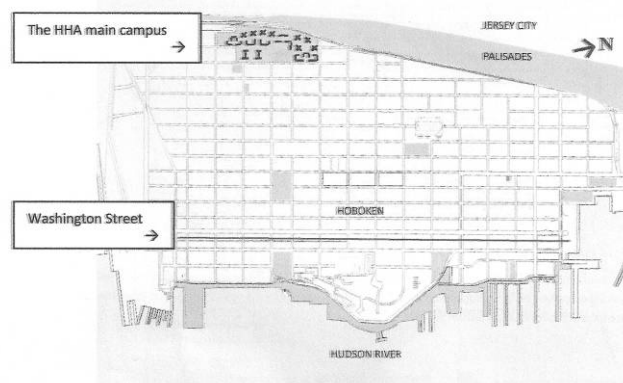 The HHA main campus
→
JERSEY CITY
PALISADES
N
HOBOKEN
Washington Street
→
HUDSON RIVER